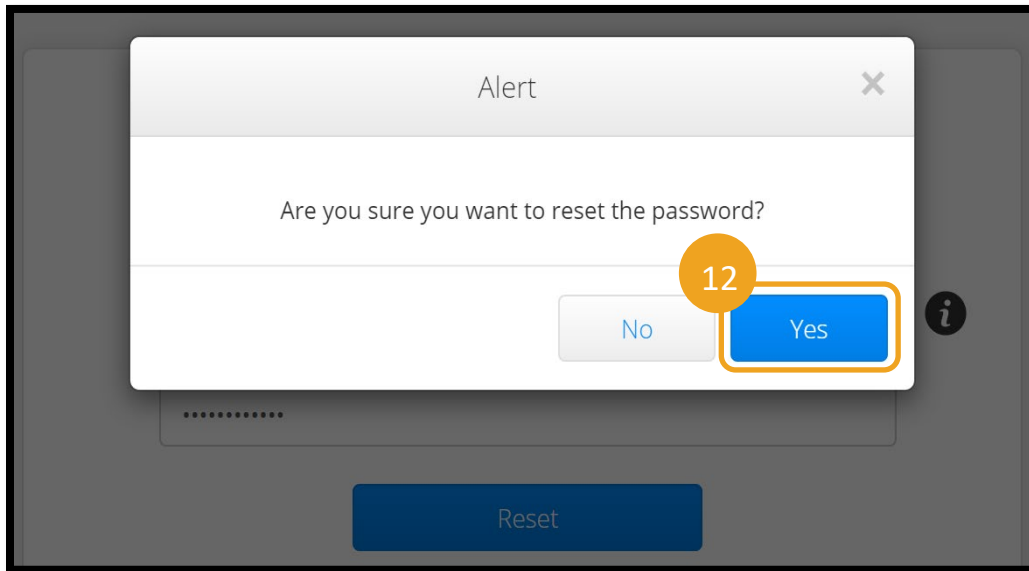 Alert
Are you sure you want to reset the password?
12
No
Yes
••••••••••••
Reset